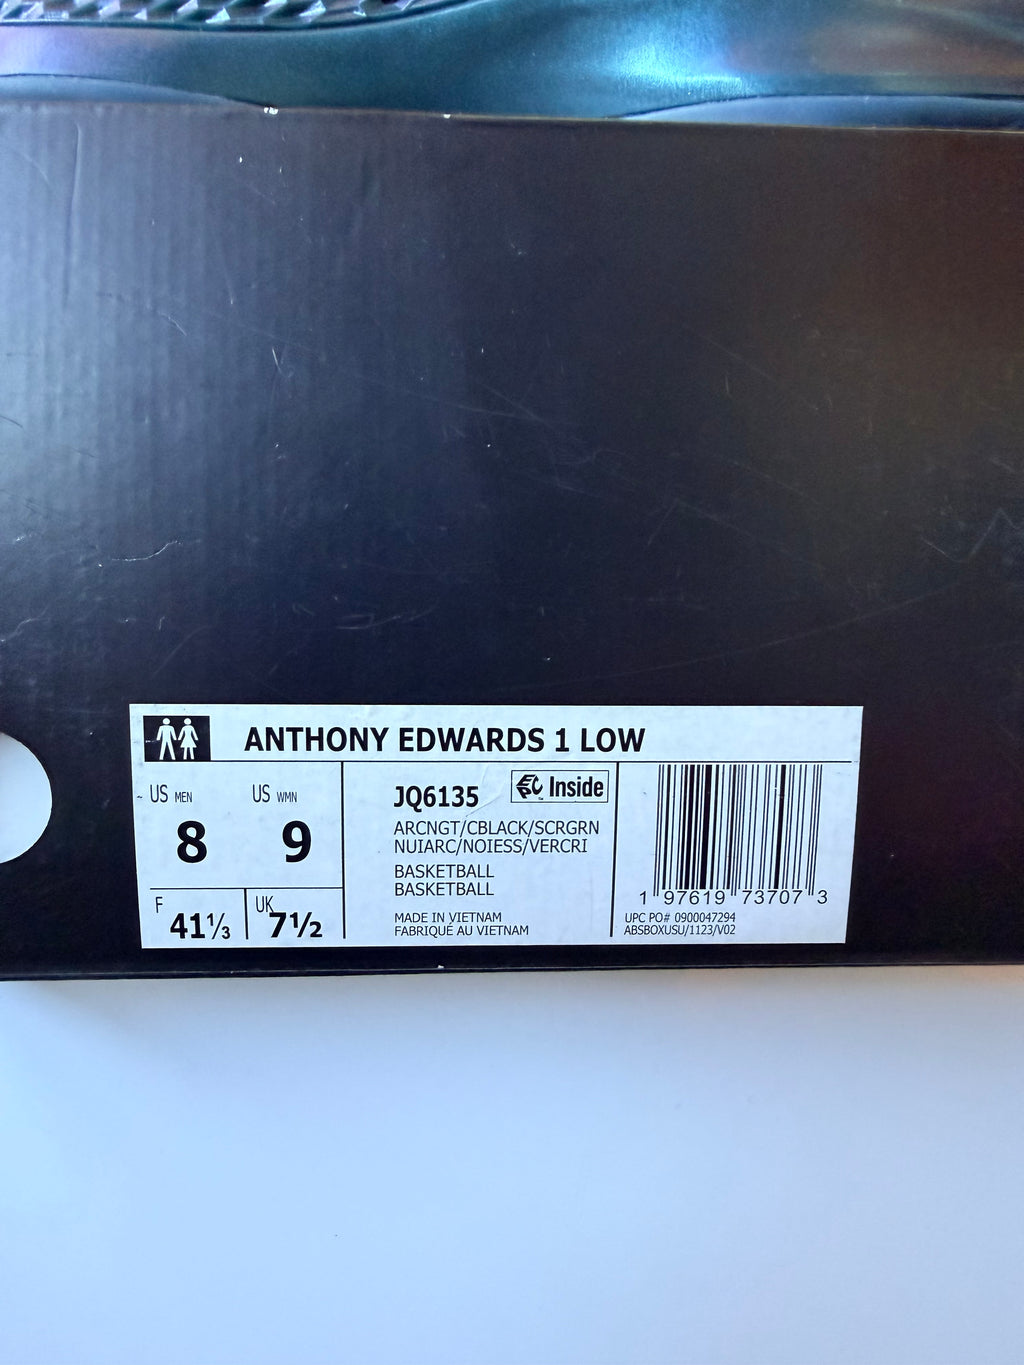 ANTHONY EDWARDS 1 LOW
US MEN
8
US WMN
9
F
41⅓
UK
7½
JQ6135
Inside
ARCNGT/CBLACK/SCRGRN
NUIARC/NOIESS/VERCRI
BASKETBALL
BASKETBALL
MADE IN VIETNAM
FABRIQUÉ AU VIETNAM
1 97619 73707 3
UPC PO# 0900047294
ABSBOXUSU/1123/V02